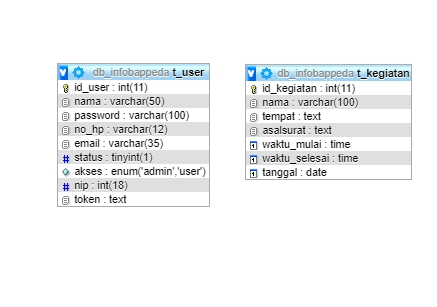 db_infobappeda t_user
id_user : int(11)
nama : varchar(50)
password : varchar(100)
no_hp : varchar(12)
email : varchar(35)
status : tinyint(1)
akses : enum('admin','user')
nip : int(18)
token : text
db_infobappeda t_kegiatan
id_kegiatan : int(11)
nama : varchar(100)
tempat : text
asalsurat : text
waktu_mulai : time
waktu_selesai : time
tanggal : date